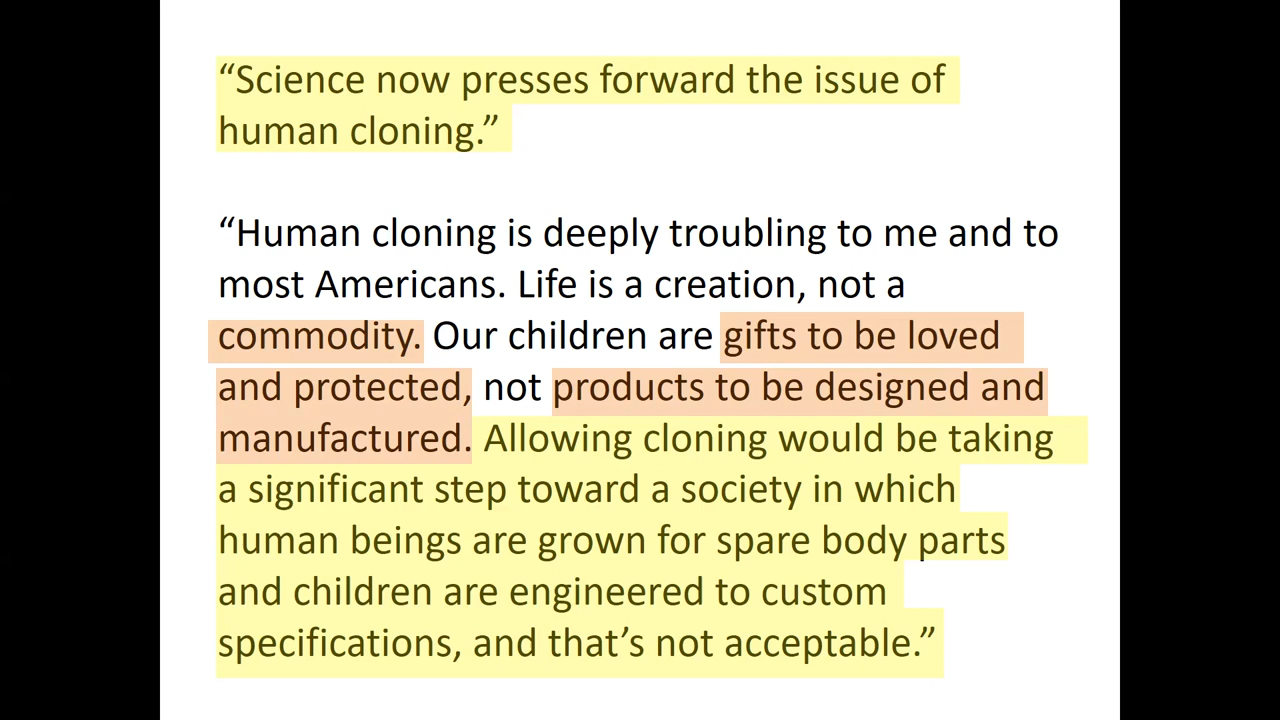 “Science now presses forward the issue of
human cloning.”
“Human cloning is deeply troubling to me and to
most Americans. Life is a creation, not a
commodity. Our children are gifts to be loved
and protected, not products to be designed and
manufactured. Allowing cloning would be taking
a significant step toward a society in which
human beings are grown for spare body parts
and children are engineered to custom
specifications, and that’s not acceptable.”